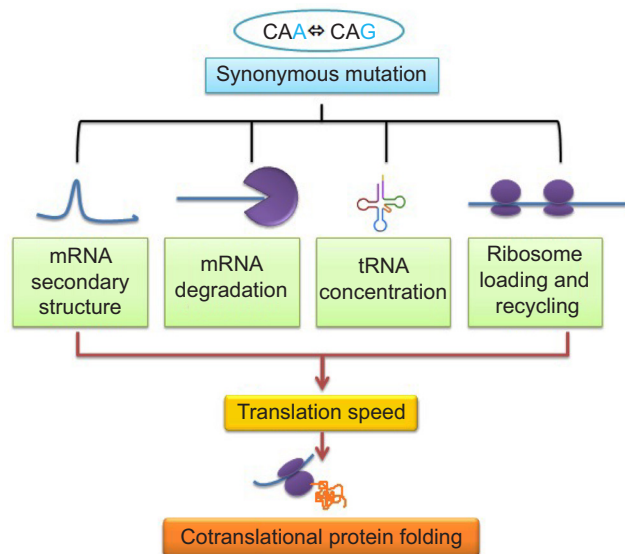 CAA⇔ CAG
Synonymous mutation
mRNA
secondary
structure
mRNA
degradation
tRNA
concentration
Ribosome
loading and
recycling
Translation speed
Cotranslational protein folding